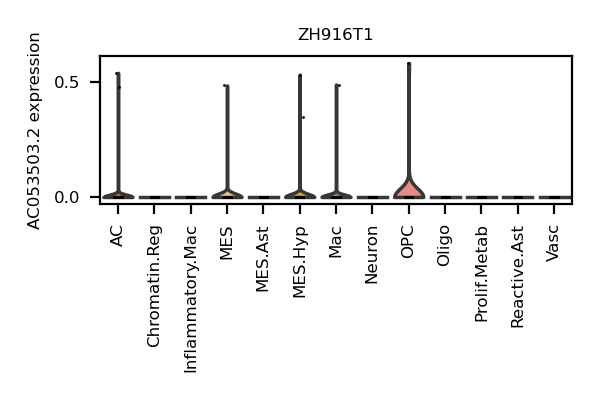 ZH916T1
AC053503.2 expression
0.5
0.0
AC
Chromatin.Reg
Inflammatory.Mac
MES
MES.Ast
MES.Hyp
Mac
Neuron
OPC
Oligo
Prolif.Metab
Reactive.Ast
Vasc